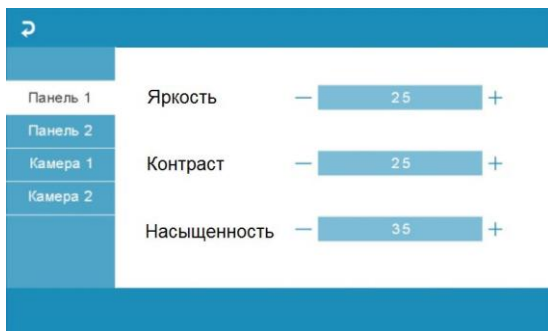 Панель 1
Панель 2
Камера 1
Камера 2
Яркость — 25 +
Контраст — 25 +
Насыщенность — 35 +